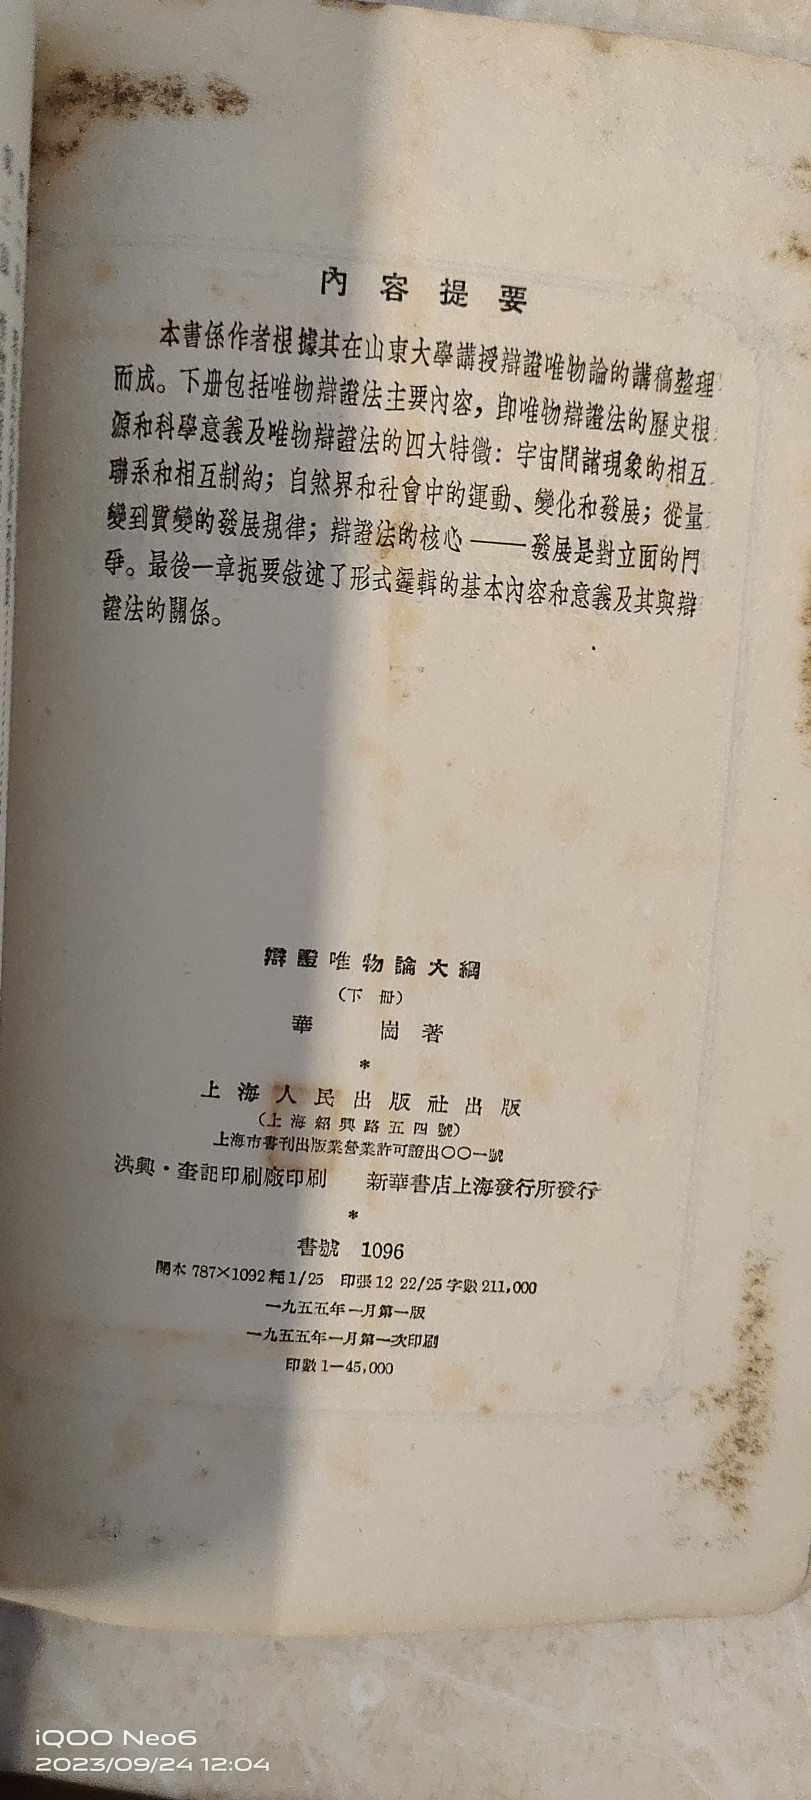 內容提要
本書係作者根據其在山東大學講授辯證唯物論的講稿整理
而成。下册包括唯物辯證法主要內容，卽唯物辯證法的歷史根
源和科學意義及唯物辯證法的四大特徵：宇宙間諸現象的相互
聯系和相互制約；自然界和社會中的運動、變化和發展；從量
變到質變的發展規律；辯證法的核心——發展是對立面的鬥
爭。最後一章扼要敍述了形式邏輯的基本內容和意義及其與辯
證法的關係。
辯證唯物論大綱
（下册）
華崗著
*
上海人民出版社出版
（上海紹興路五四號）
上海市書刊出版業營業許可證出〇〇一號
洪興·奎記印刷廠印刷 新華書店上海發行所發行
*
書號 1096
開本 787×1092 粍 1/25 印張 12 22/25 字數 211,000
一九五五年一月第一版
一九五五年一月第一次印刷
印數 1—45,000
iQOO Neo6
2023/09/24 12:04